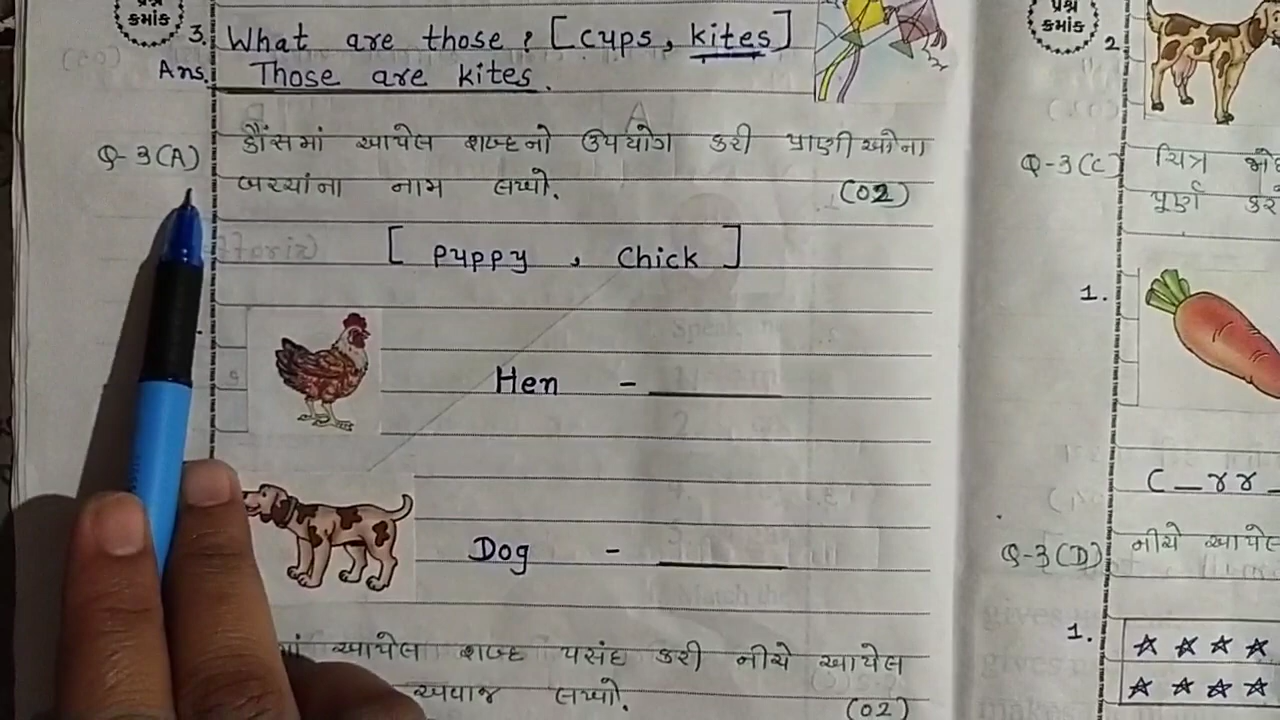 પ્રશ્ન
ક્રમાંક
3. What are those? [cups, kites]
Ans. Those are kites.
Q-3(A) કૌંસમાં આપેલ શબ્દનો ઉપયોગ કરી પ્રાણીઓના
બચ્ચાંના નામ લખો. (02)
[ puppy , Chick ]
Hen -
Dog -
આપેલ શબ્દ પસંદ કરી નીચે આપેલ
અવાજ લખો. (02)
પ્રશ્ન
ક્રમાંક
2
Q-3(C) ચિત્ર
પૂર્ણ
1.
C_rr_
Q-3(D) નીચે આપેલ
1.